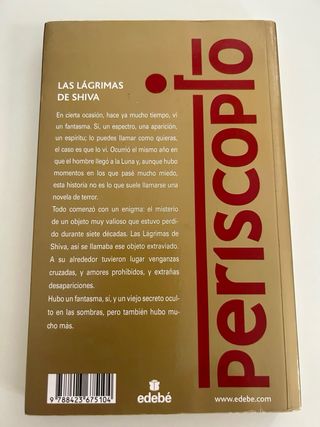 LAS LÁGRIMAS
DE SHIVA
En cierta ocasión, hace ya mucho tiempo, vi
un fantasma. Sí, un espectro, una aparición,
un espíritu; lo puedes llamar como quieras,
el caso es que lo vi. Ocurrió el mismo año en
que el hombre llegó a la Luna y, aunque hubo
momentos en los que pasé mucho miedo,
esta historia no es lo que suele llamarse una
novela de terror.
Todo comenzó con un enigma: el misterio
de un objeto muy valioso que estuvo perdi-
do durante siete décadas. Las Lágrimas de
Shiva, así se llamaba ese objeto extraviado.
A su alrededor tuvieron lugar venganzas
cruzadas, y amores prohibidos, y extrañas
desapariciones.
Hubo un fantasma, sí, y un viejo secreto ocul-
to en las sombras, pero también hubo mu-
cho más.
periscopio
9 788423 675104
edebé
www.edebe.com